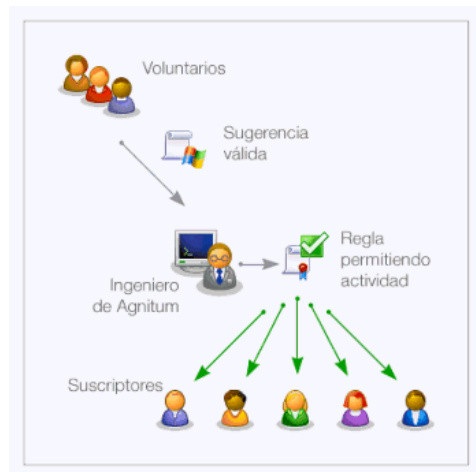 Voluntarios
Sugerencia
válida
Ingeniero
de Agnitum
Regla
permitiendo
actividad
Suscriptores